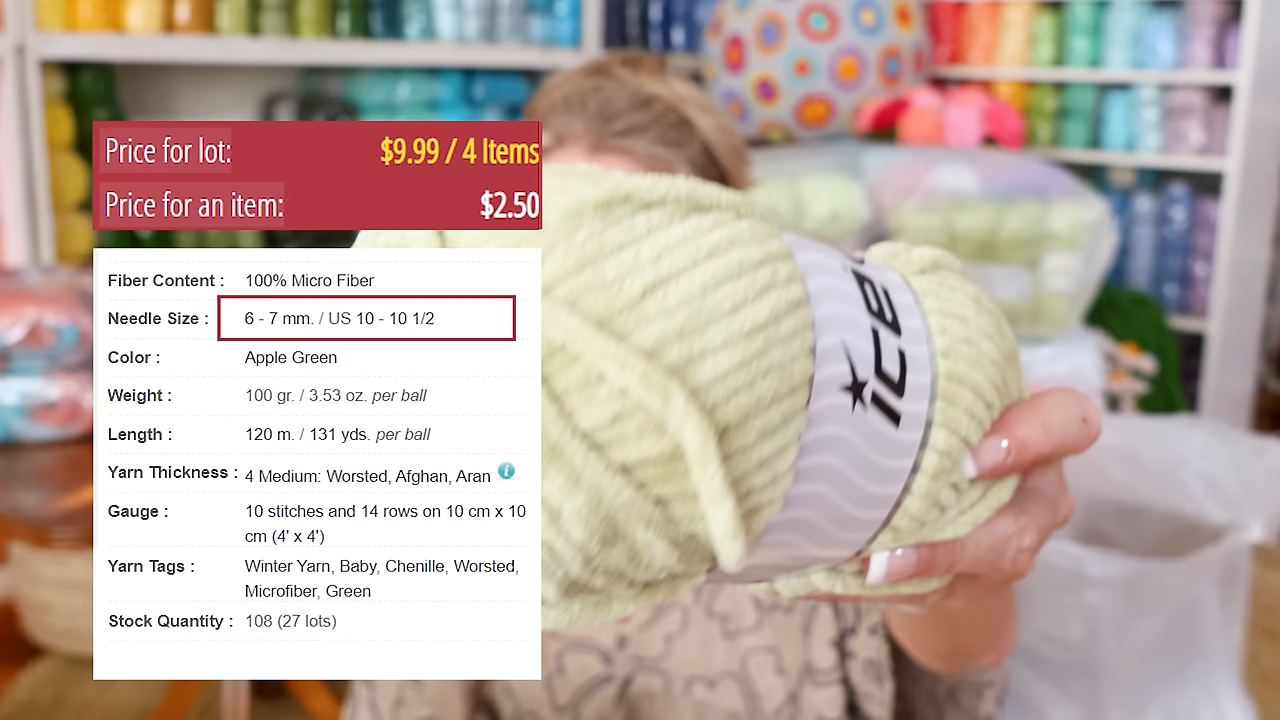 Price for lot: $9.99 / 4 Items
Price for an item: $2.50
Fiber Content : 100% Micro Fiber
Needle Size : 6 - 7 mm. / US 10 - 10 1/2
Color : Apple Green
Weight : 100 gr. / 3.53 oz. per ball
Length : 120 m. / 131 yds. per ball
Yarn Thickness : 4 Medium: Worsted, Afghan, Aran i
Gauge : 10 stitches and 14 rows on 10 cm x 10
cm (4' x 4')
Yarn Tags : Winter Yarn, Baby, Chenille, Worsted,
Microfiber, Green
Stock Quantity : 108 (27 lots)
ICE